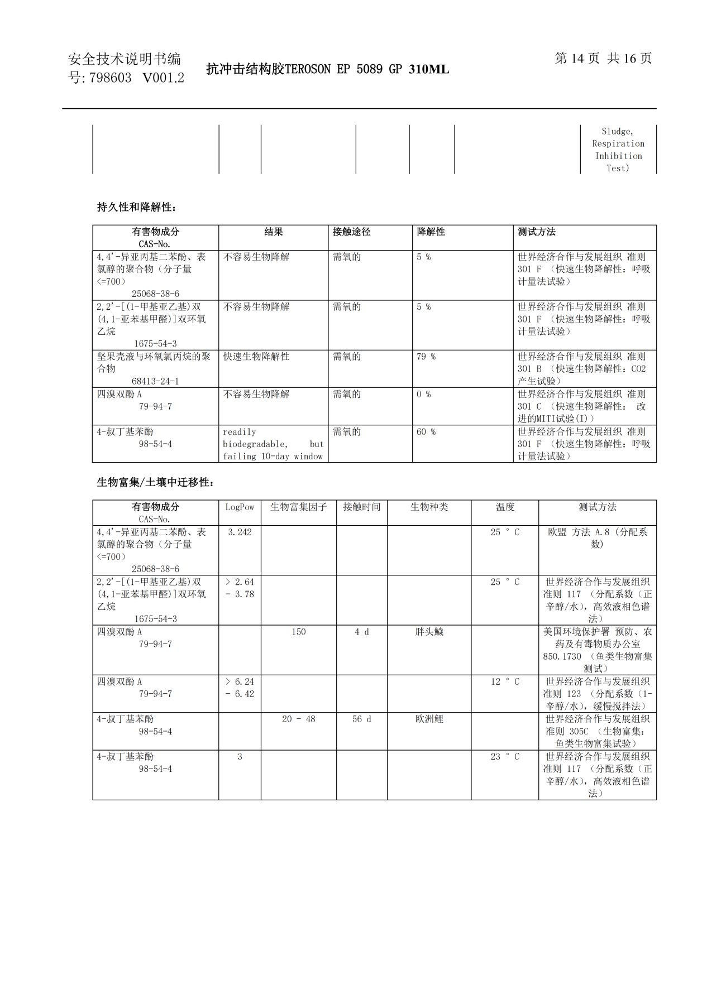 安全技术说明书编
号: 798603 V001.2
抗冲击结构胶TEROSON EP 5089 GP 310ML
第 14 页 共 16 页
Sludge,
Respiration
Inhibition
Test)
持久性和降解性：
有害物成分
CAS-No.
结果
接触途径
降解性
测试方法
4,4'-异亚丙基二苯酚、表
氯醇的聚合物（分子量
<=700）
25068-38-6
不容易生物降解
需氧的
5 %
世界经济合作与发展组织 准则
301 F （快速生物降解性：呼吸
计量法试验）
2,2'-[(1-甲基亚乙基)双
(4,1-亚苯基甲醛)]双环氧
乙烷
1675-54-3
不容易生物降解
需氧的
5 %
世界经济合作与发展组织 准则
301 F （快速生物降解性：呼吸
计量法试验）
坚果壳液与环氧氯丙烷的聚
合物
68413-24-1
快速生物降解性
需氧的
79 %
世界经济合作与发展组织 准则
301 B （快速生物降解性：CO2
产生试验）
四溴双酚 A
79-94-7
不容易生物降解
需氧的
0 %
世界经济合作与发展组织 准则
301 C （快速生物降解性： 改
进的MITI试验(I)）
4-叔丁基苯酚
98-54-4
readily
biodegradable, but
failing 10-day window
需氧的
60 %
世界经济合作与发展组织 准则
301 F （快速生物降解性：呼吸
计量法试验）
生物富集/土壤中迁移性：
有害物成分
CAS-No.
LogPow
生物富集因子
接触时间
生物种类
温度
测试方法
4,4'-异亚丙基二苯酚、表
氯醇的聚合物（分子量
<=700）
25068-38-6
3.242
25 ° C
欧盟 方法 A.8 (分配系
数)
2,2'-[(1-甲基亚乙基)双
(4,1-亚苯基甲醛)]双环氧
乙烷
1675-54-3
> 2.64
- 3.78
25 ° C
世界经济合作与发展组织
准则 117 （分配系数（正
辛醇/水），高效液相色谱
法）
四溴双酚 A
79-94-7
150
4 d
胖头鱥
美国环境保护署 预防、农
药及有毒物质办公室
850.1730 （鱼类生物富集
测试）
四溴双酚 A
79-94-7
> 6.24
- 6.42
12 ° C
世界经济合作与发展组织
准则 123 （分配系数（1-
辛醇/水），缓慢搅拌法）
4-叔丁基苯酚
98-54-4
20 - 48
56 d
欧洲鲤
世界经济合作与发展组织
准则 305C （生物富集：
鱼类生物富集试验）
4-叔丁基苯酚
98-54-4
3
23 ° C
世界经济合作与发展组织
准则 117 （分配系数（正
辛醇/水），高效液相色谱
法）